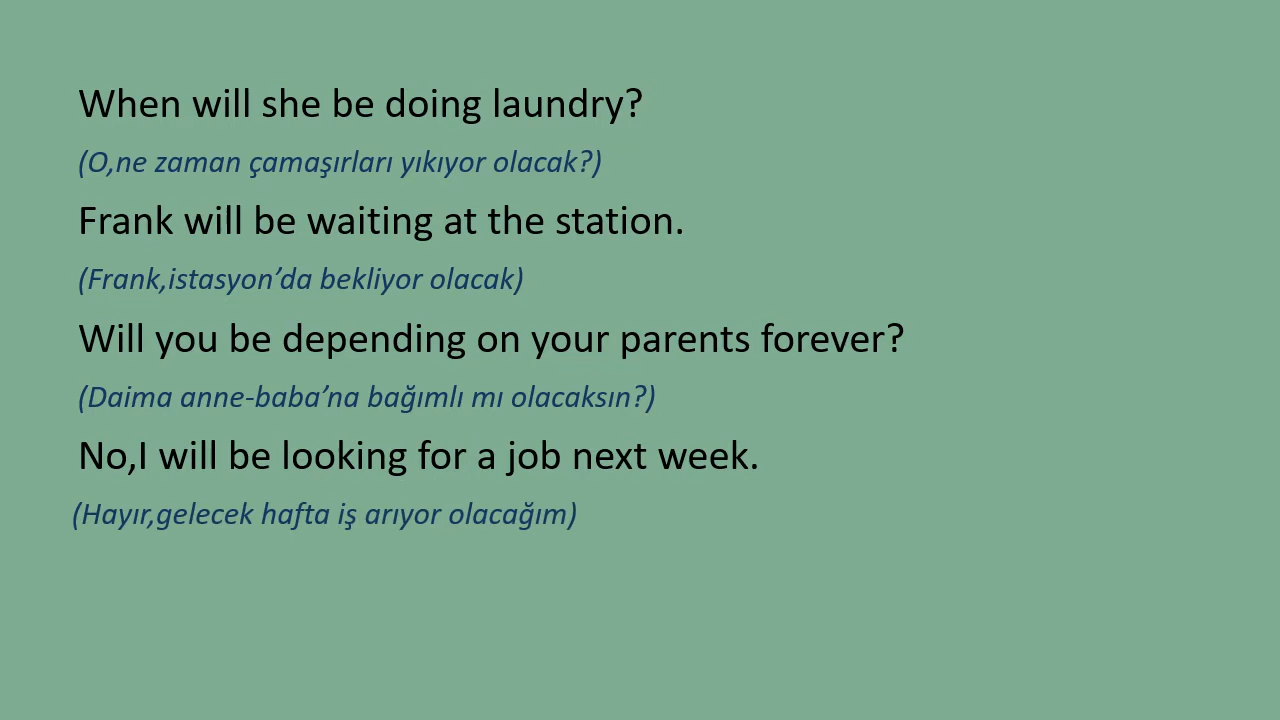 When will she be doing laundry?
(O,ne zaman çamaşırları yıkıyor olacak?)
Frank will be waiting at the station.
(Frank,istasyon’da bekliyor olacak)
Will you be depending on your parents forever?
(Daima anne-baba’na bağımlı mı olacaksın?)
No,I will be looking for a job next week.
(Hayır,gelecek hafta iş arıyor olacağım)